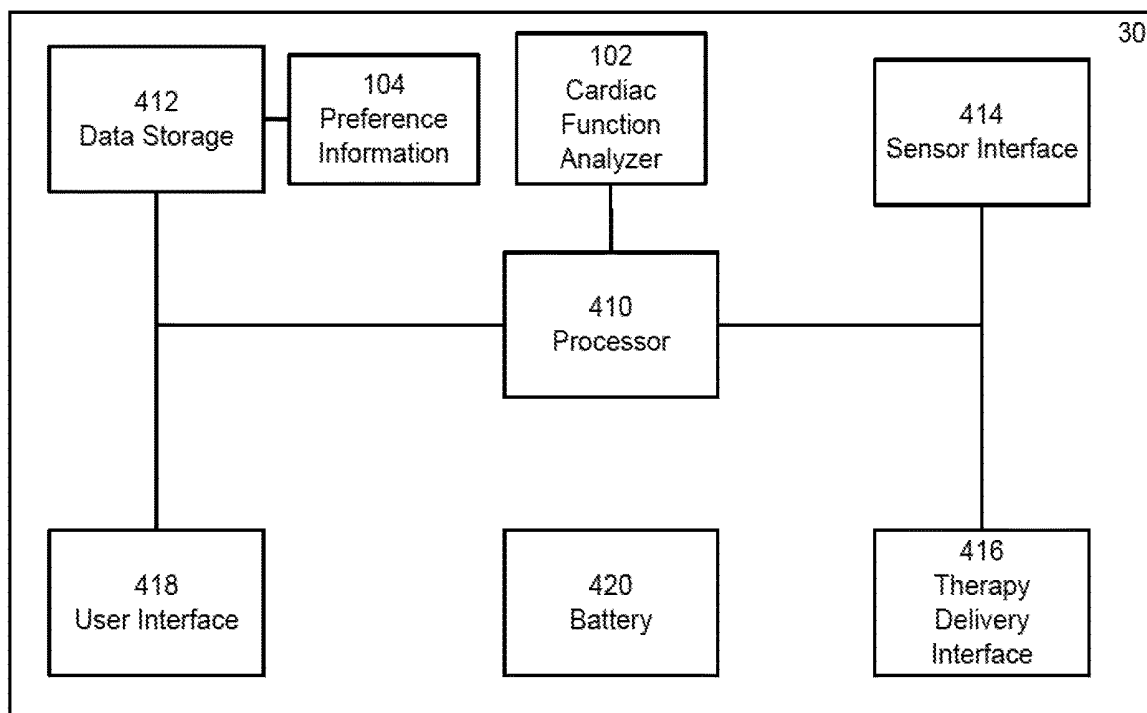 30
412
Data Storage
104
Preference
Information
102
Cardiac
Function
Analyzer
414
Sensor Interface
410
Processor
418
User Interface
420
Battery
416
Therapy
Delivery
Interface